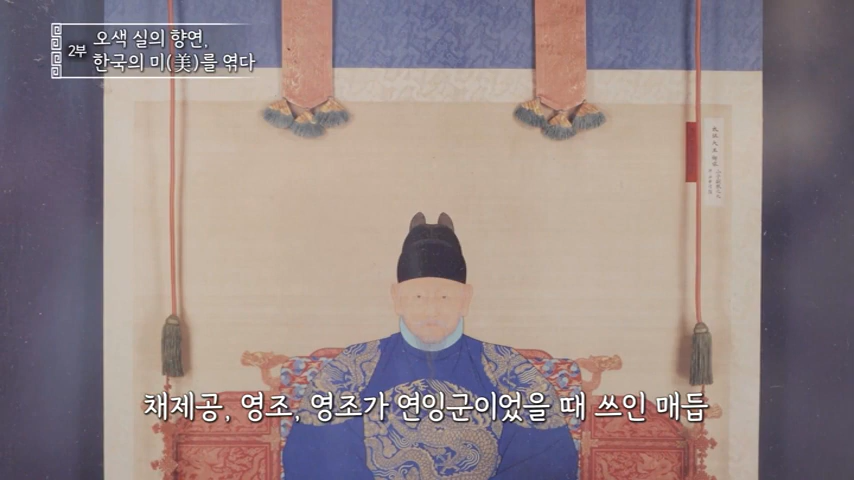 2부
오색 실의 향연,
한국의 미(美)를 엮다
채제공, 영조, 영조가 연잉군이었을 때 쓰인 매듭